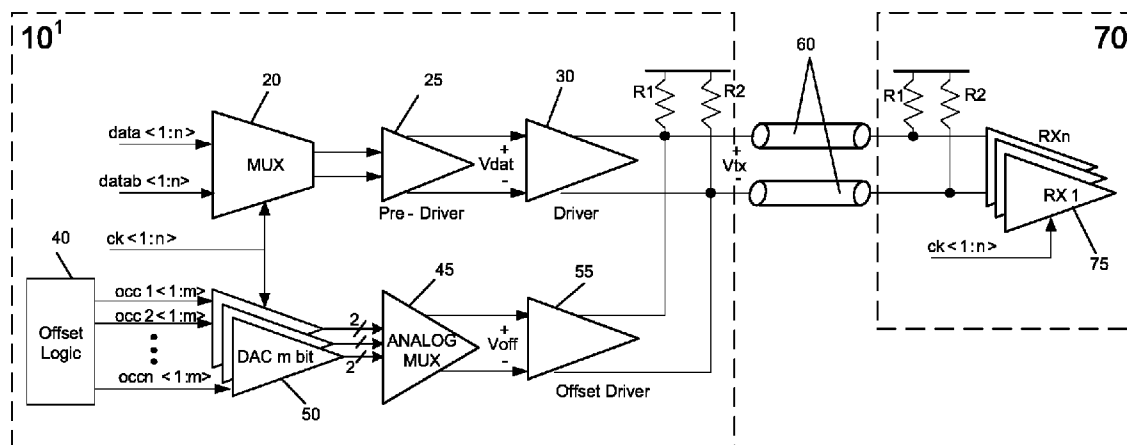 10¹
70
20
25
30
60
R1
R2
R1
R2
data <1:n>
MUX
+
Vdat
-
+
Vtx
-
RXn
datab <1:n>
RX 1
Pre - Driver
Driver
ck <1:n>
ck <1:n>
75
40
45
55
occ 1 <1:m>
occ 2 <1:m>
2
Offset
Logic
DAC m bit
2
ANALOG
MUX
+
Voff
-
occn <1:m>
50
Offset Driver